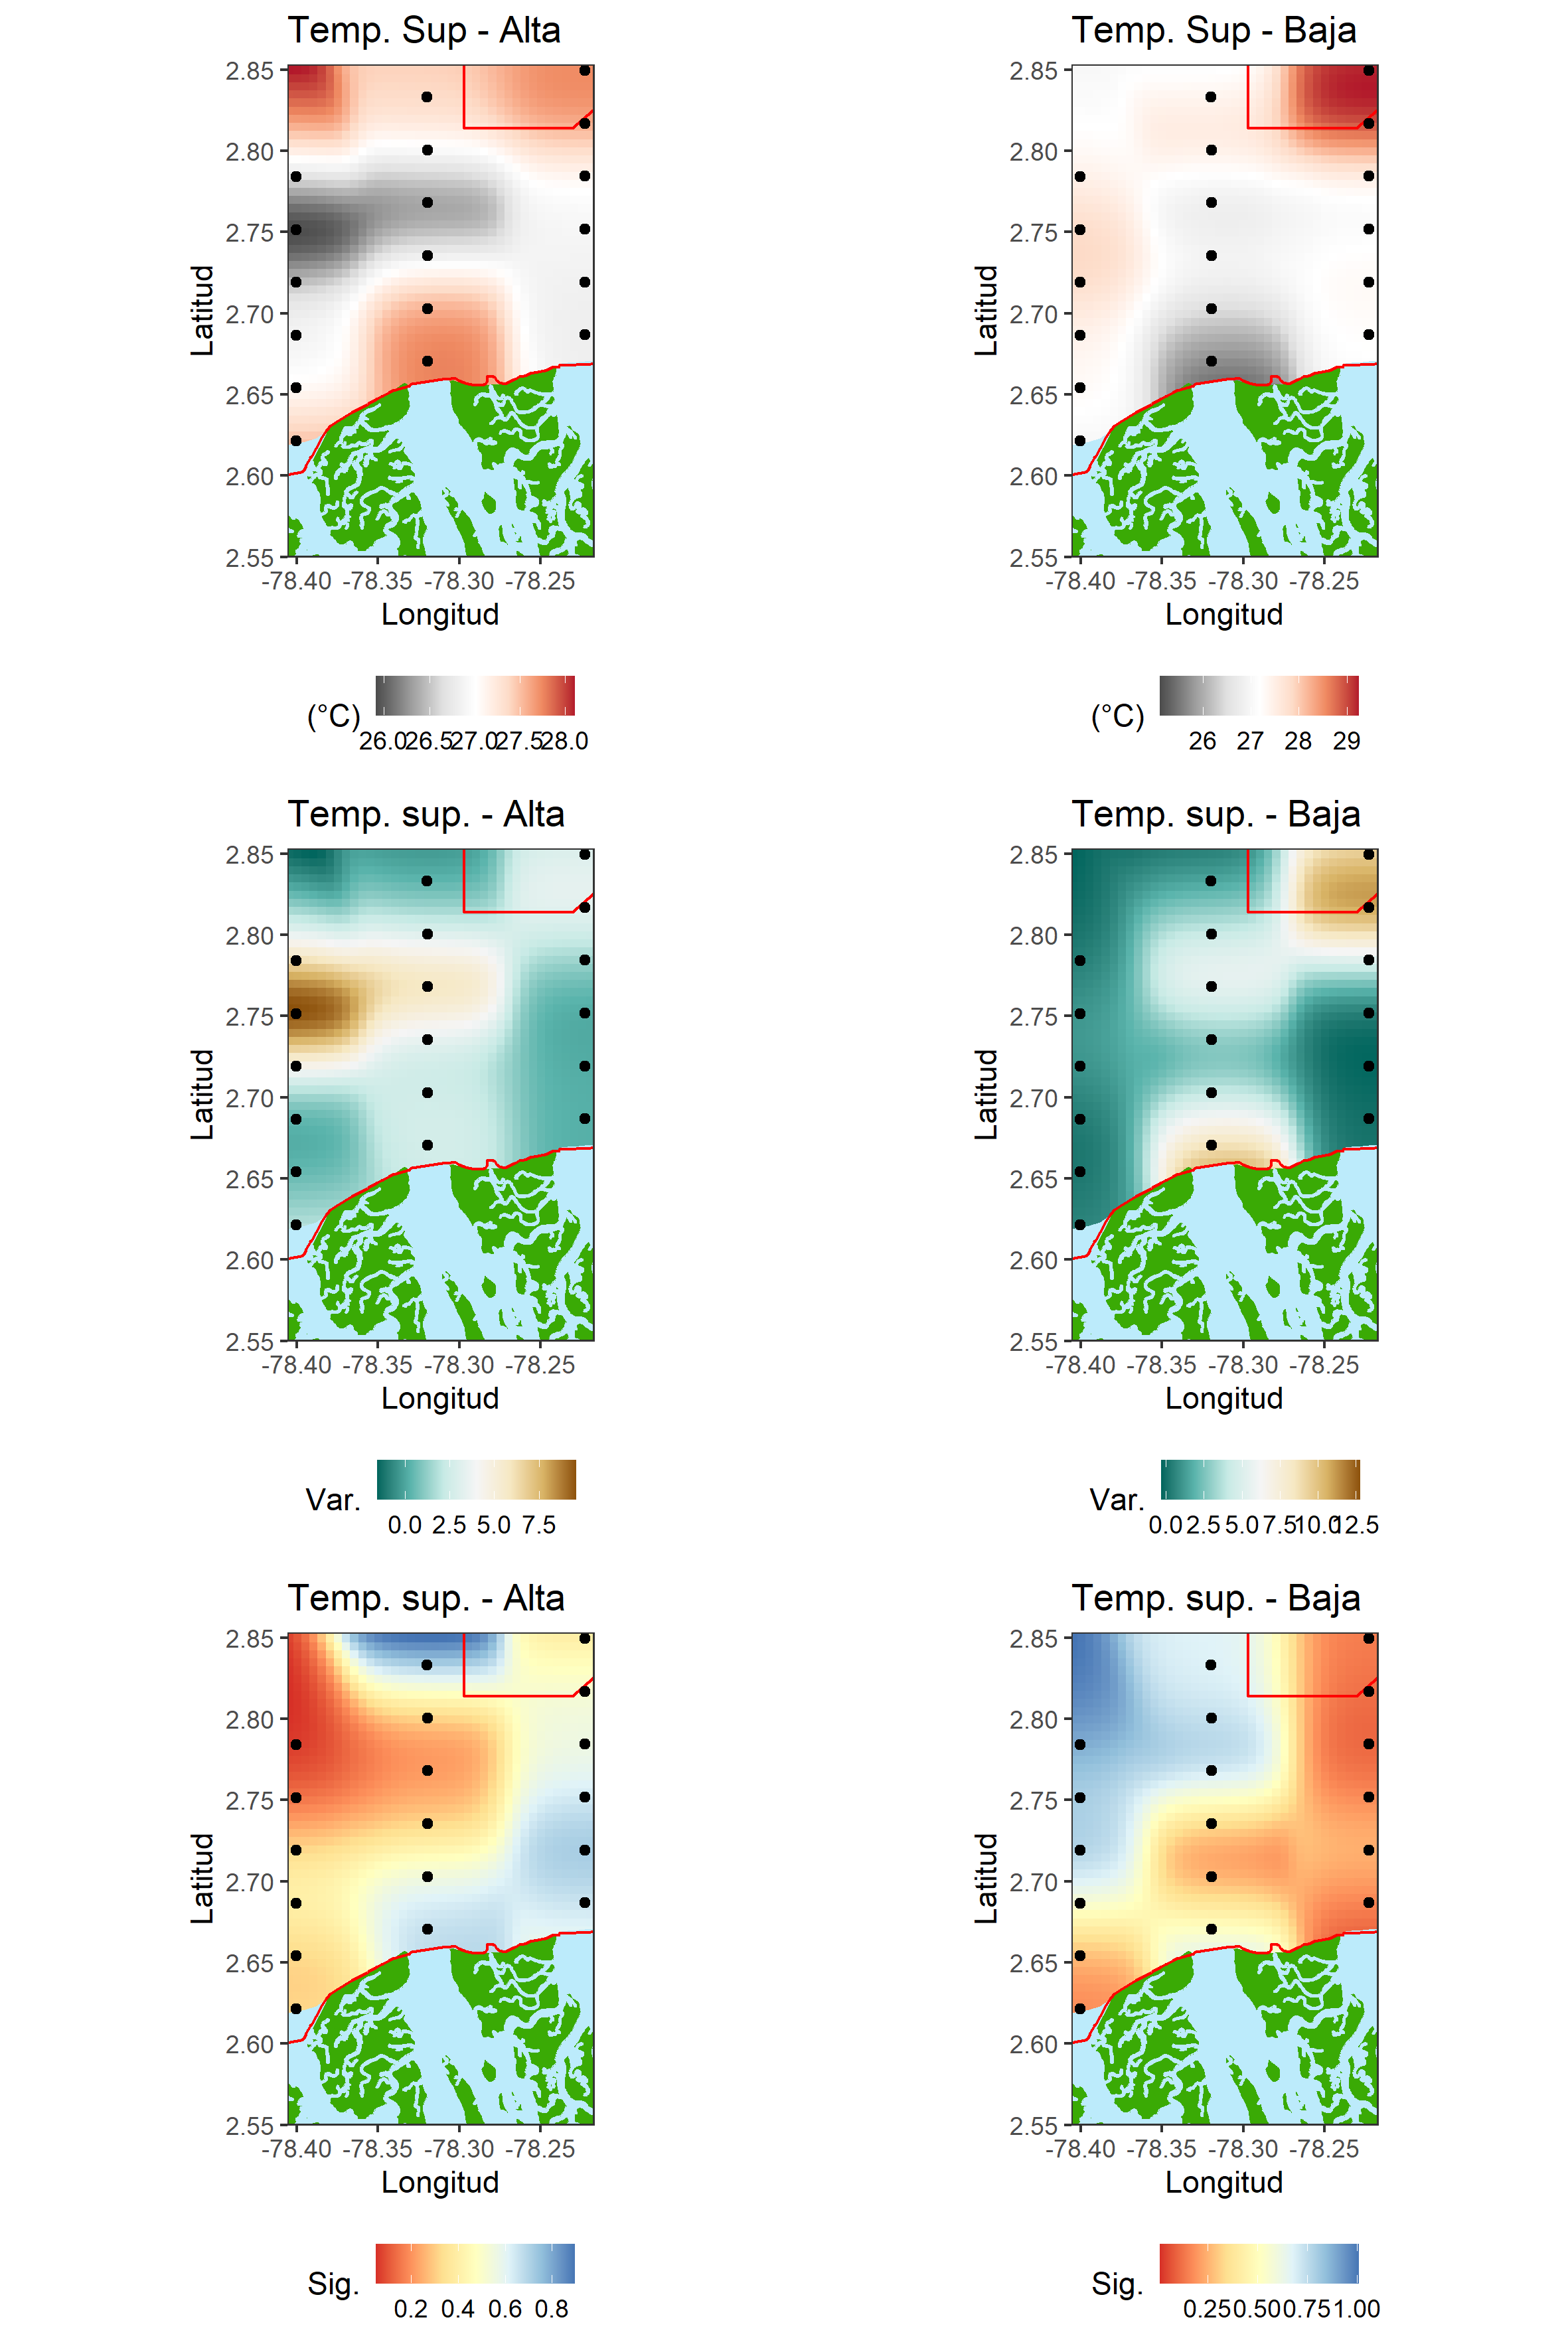 Temp. Sup - Alta
Temp. Sup - Baja
2.85
2.80
2.75
2.70
2.65
2.60
2.55
Latitud
-78.40 -78.35 -78.30 -78.25
Longitud
(°C)
26.0 26.5 27.0 27.5 28.0
2.85
2.80
2.75
2.70
2.65
2.60
2.55
Latitud
-78.40 -78.35 -78.30 -78.25
Longitud
(°C)
26 27 28 29
Temp. sup. - Alta
Temp. sup. - Baja
2.85
2.80
2.75
2.70
2.65
2.60
2.55
Latitud
-78.40 -78.35 -78.30 -78.25
Longitud
Var.
0.0 2.5 5.0 7.5
2.85
2.80
2.75
2.70
2.65
2.60
2.55
Latitud
-78.40 -78.35 -78.30 -78.25
Longitud
Var.
0.0 2.5 5.0 7.5 10.0 12.5
Temp. sup. - Alta
Temp. sup. - Baja
2.85
2.80
2.75
2.70
2.65
2.60
2.55
Latitud
-78.40 -78.35 -78.30 -78.25
Longitud
Sig.
0.2 0.4 0.6 0.8
2.85
2.80
2.75
2.70
2.65
2.60
2.55
Latitud
-78.40 -78.35 -78.30 -78.25
Longitud
Sig.
0.25 0.50 0.75 1.00